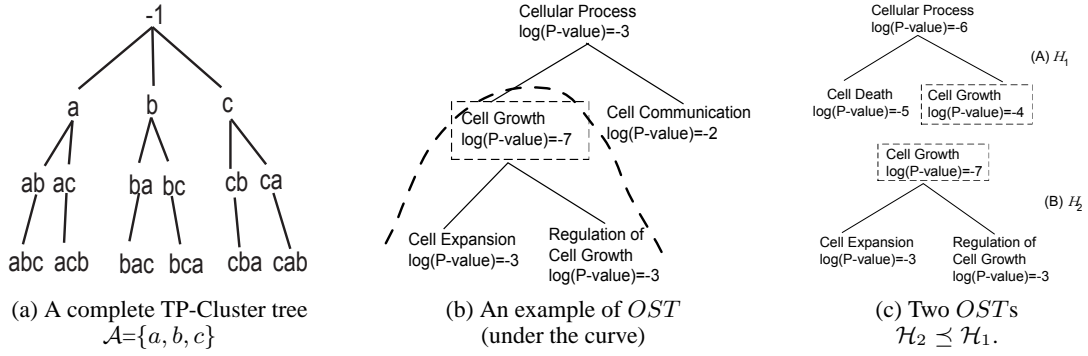 -1
a b c
ab ac ba bc cb ca
abc acb bac bca cba cab
(a) A complete TP-Cluster tree
𝒜={a, b, c}
Cellular Process
log(P-value)=-3
Cell Growth
log(P-value)=-7
Cell Communication
log(P-value)=-2
Cell Expansion
log(P-value)=-3
Regulation of
Cell Growth
log(P-value)=-3
(b) An example of OST
(under the curve)
Cellular Process
log(P-value)=-6
(A) H₁
Cell Death
log(P-value)=-5
Cell Growth
log(P-value)=-4
Cell Growth
log(P-value)=-7
(B) H₂
Cell Expansion
log(P-value)=-3
Regulation of
Cell Growth
log(P-value)=-3
(c) Two OSTs
ℋ₂ ⪯ ℋ₁.